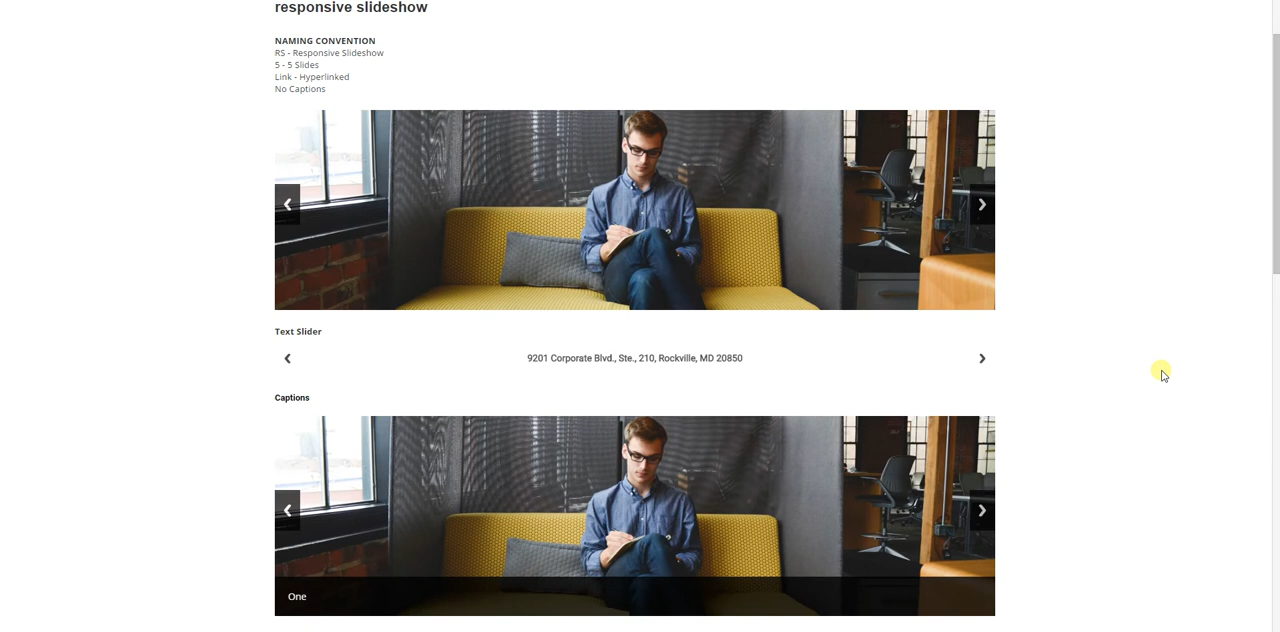 responsive slideshow
NAMING CONVENTION
RS - Responsive Slideshow
5 - 5 Slides
Link - Hyperlinked
No Captions
Text Slider
9201 Corporate Blvd., Ste., 210, Rockville, MD 20850
Captions
One